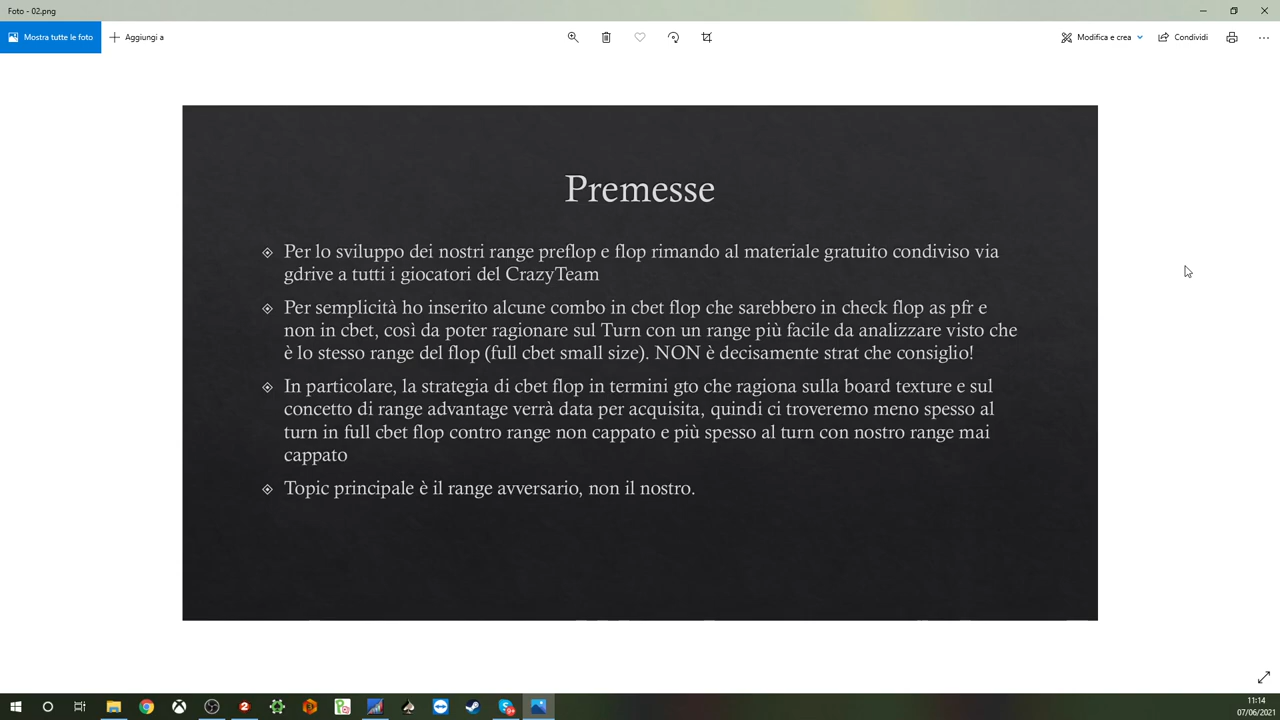 Foto - 02.png
Mostra tutte le foto
Aggiungi a
Modifica e crea
Condividi
Premesse
Per lo sviluppo dei nostri range preflop e flop rimando al materiale gratuito condiviso via
gdrive a tutti i giocatori del CrazyTeam
Per semplicità ho inserito alcune combo in cbet flop che sarebbero in check flop as pfr e
non in cbet, così da poter ragionare sul Turn con un range più facile da analizzare visto che
è lo stesso range del flop (full cbet small size). NON è decisamente strat che consiglio!
In particolare, la strategia di cbet flop in termini gto che ragiona sulla board texture e sul
concetto di range advantage verrà data per acquisita, quindi ci troveremo meno spesso al
turn in full cbet flop contro range non cappato e più spesso al turn con nostro range mai
cappato
Topic principale è il range avversario, non il nostro.
11:14
07/06/2021